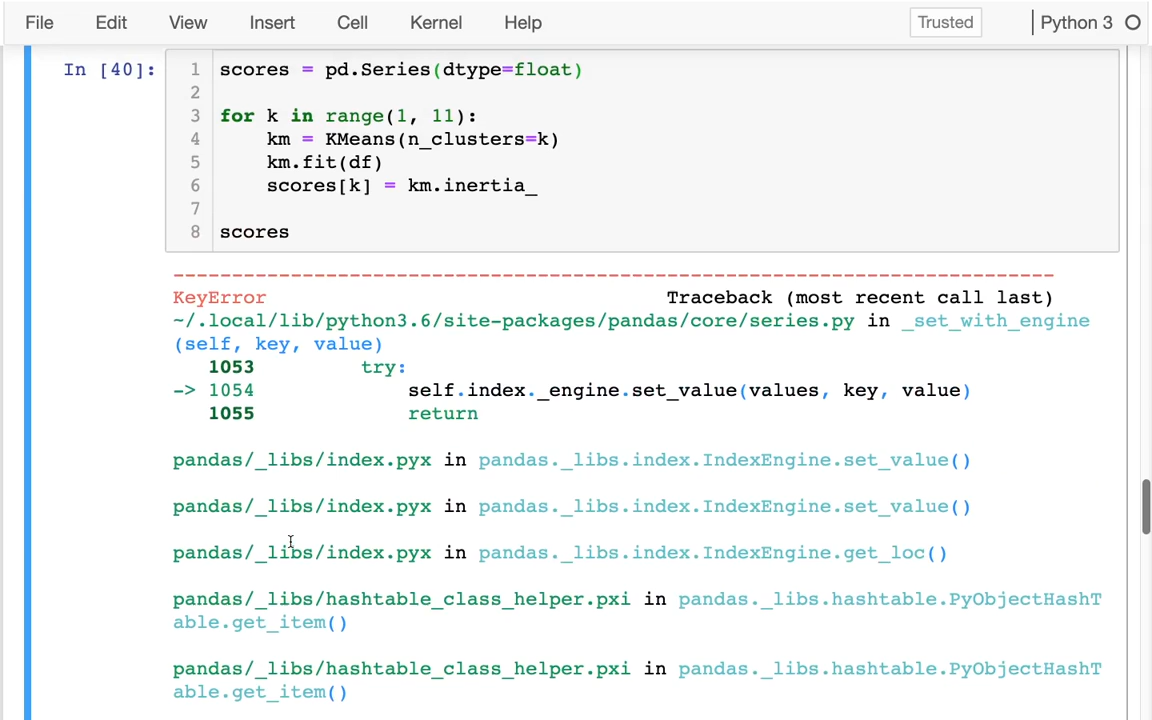 File Edit View Insert Cell Kernel Help Trusted Python 3
In [40]:
1 scores = pd.Series(dtype=float)
2
3 for k in range(1, 11):
4     km = KMeans(n_clusters=k)
5     km.fit(df)
6     scores[k] = km.inertia_
7
8 scores
---------------------------------------------------------------------------
KeyError                                  Traceback (most recent call last)
~/.local/lib/python3.6/site-packages/pandas/core/series.py in _set_with_engine
(self, key, value)
   1053         try:
-> 1054             self.index._engine.set_value(values, key, value)
   1055             return
pandas/_libs/index.pyx in pandas._libs.index.IndexEngine.set_value()
pandas/_libs/index.pyx in pandas._libs.index.IndexEngine.set_value()
pandas/_libs/index.pyx in pandas._libs.index.IndexEngine.get_loc()
pandas/_libs/hashtable_class_helper.pxi in pandas._libs.hashtable.PyObjectHashT
able.get_item()
pandas/_libs/hashtable_class_helper.pxi in pandas._libs.hashtable.PyObjectHashT
able.get_item()